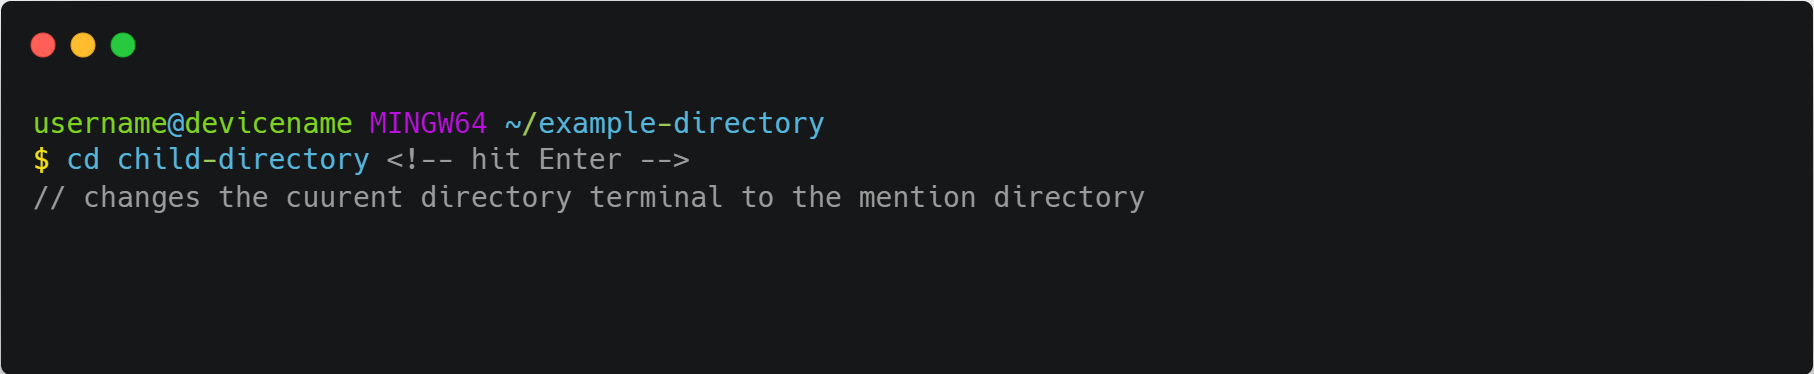 username@devicename MINGW64 ~/example-directory
$ cd child-directory <!-- hit Enter -->
// changes the cuurent directory terminal to the mention directory